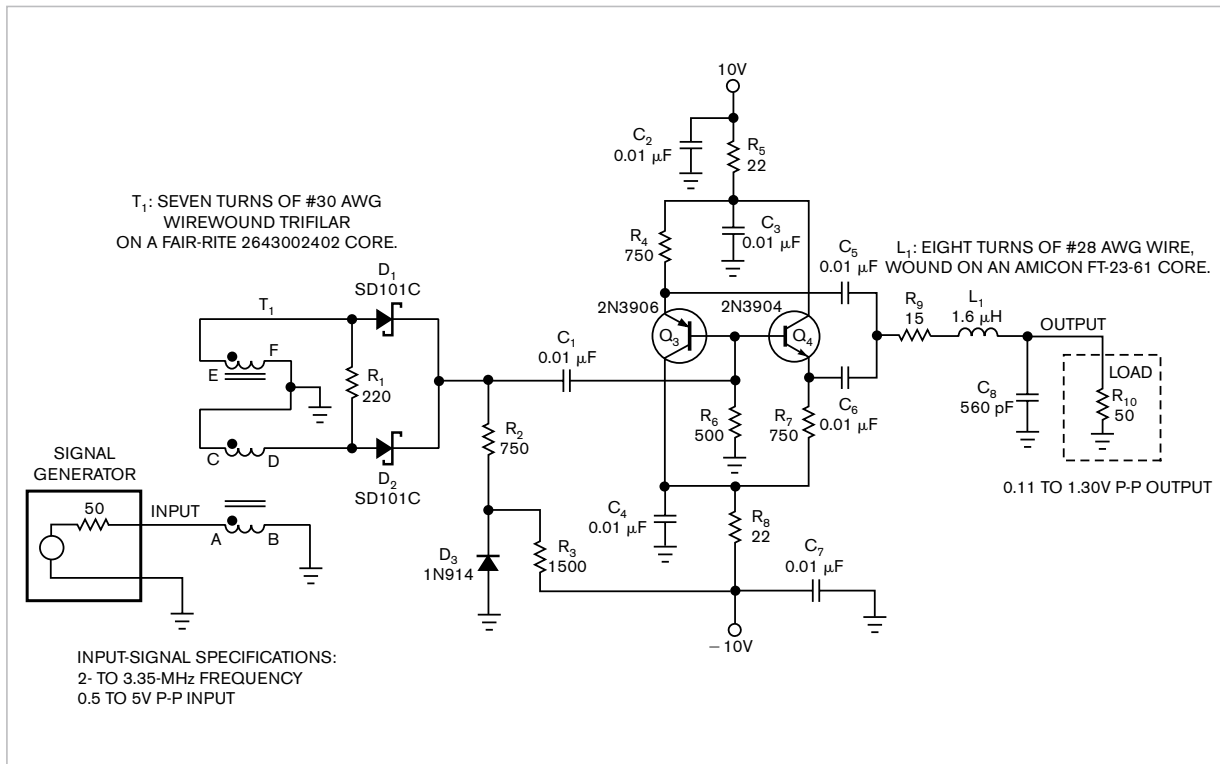 10V
C2
0.01 µF
R5
22
T1: SEVEN TURNS OF #30 AWG
WIREWOUND TRIFILAR
ON A FAIR-RITE 2643002402 CORE.
R4
750
C3
0.01 µF
C5
0.01 µF
L1: EIGHT TURNS OF #28 AWG WIRE,
WOUND ON AN AMICON FT-23-61 CORE.
D1
SD101C
T1
2N3906
2N3904
R9
15
L1
1.6 µH
OUTPUT
F
E
Q3
Q4
C1
0.01 µF
R1
220
LOAD
R10
50
C8
560 pF
R6
500
R7
750
C6
0.01 µF
R2
750
C
D
D2
SD101C
SIGNAL
GENERATOR
50
INPUT
A
B
0.11 TO 1.30V P-P OUTPUT
C4
0.01 µF
R8
22
D3
1N914
R3
1500
C7
0.01 µF
−10V
INPUT-SIGNAL SPECIFICATIONS:
2- TO 3.35-MHz FREQUENCY
0.5 TO 5V P-P INPUT